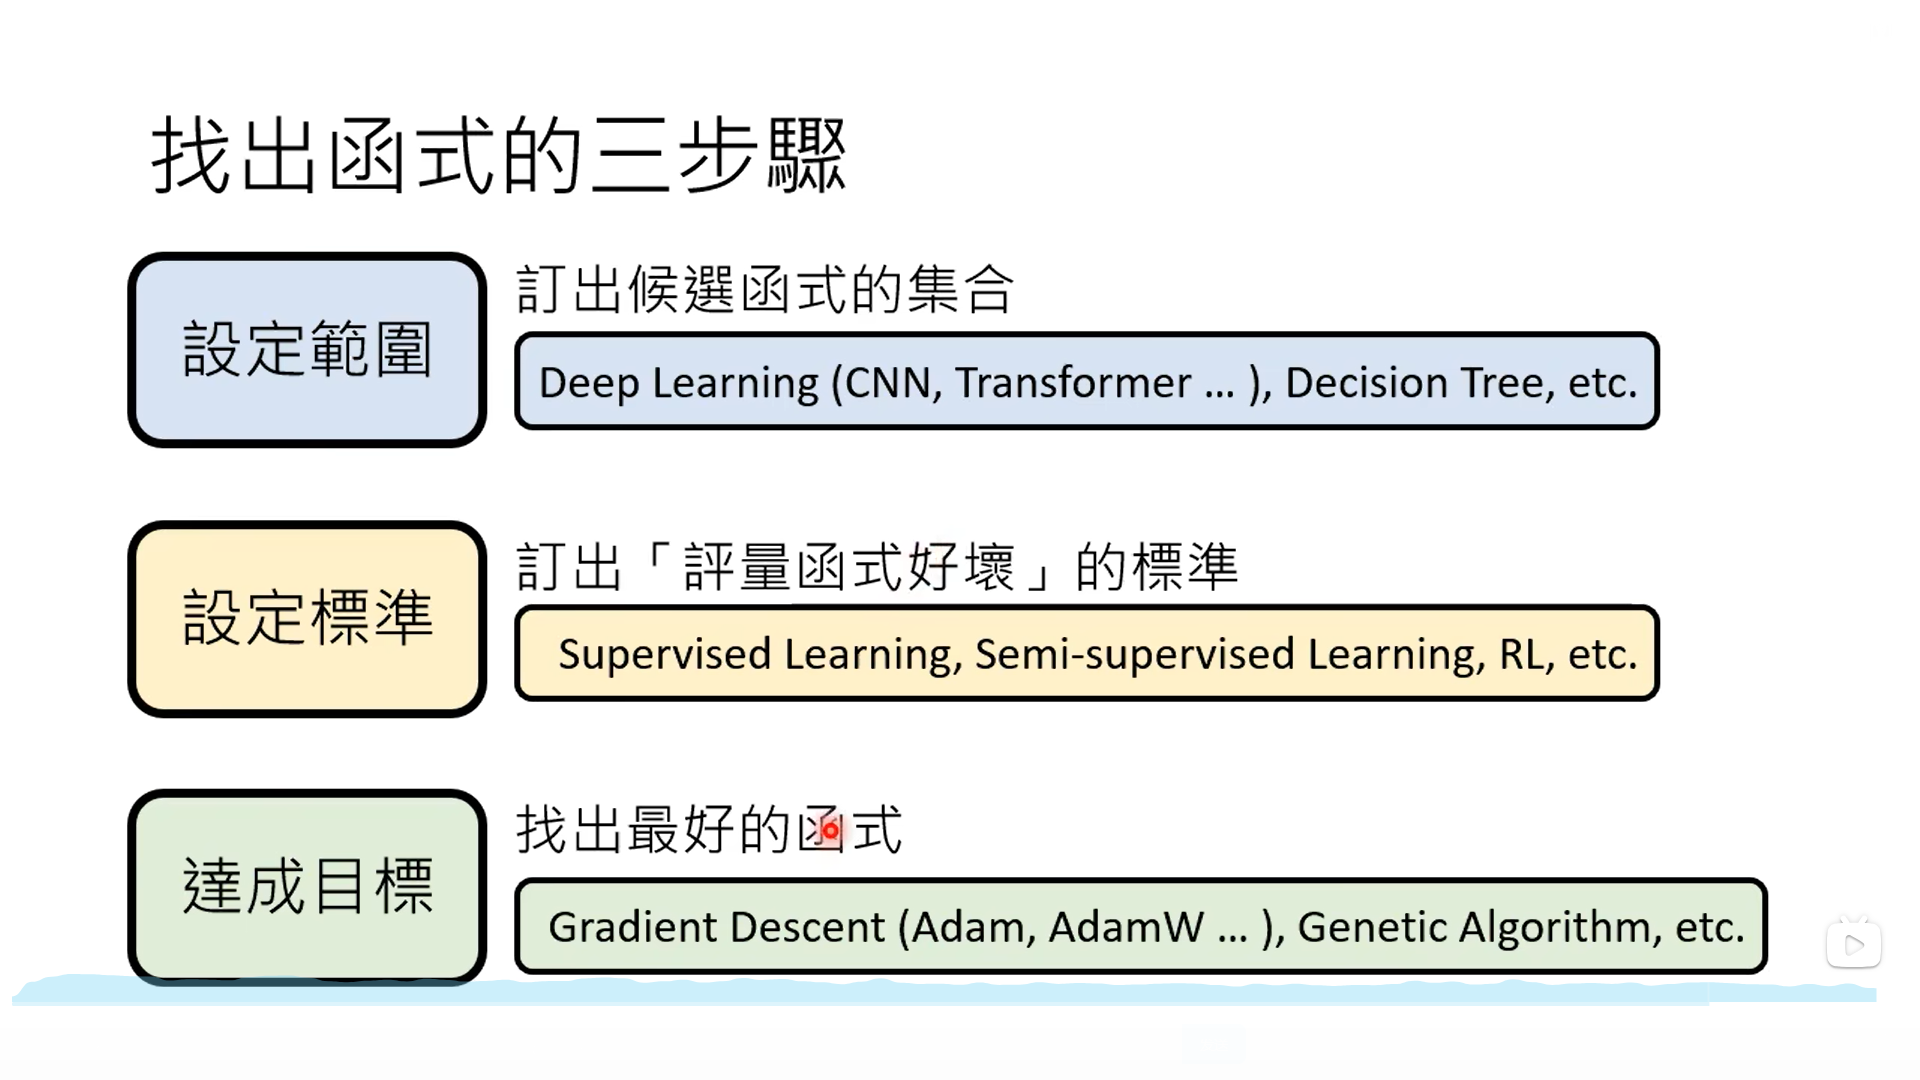 找出函式的三步驟
設定範圍
訂出候選函式的集合
Deep Learning (CNN, Transformer … ), Decision Tree, etc.
設定標準
訂出「評量函式好壞」的標準
Supervised Learning, Semi-supervised Learning, RL, etc.
達成目標
找出最好的函式
Gradient Descent (Adam, AdamW … ), Genetic Algorithm, etc.